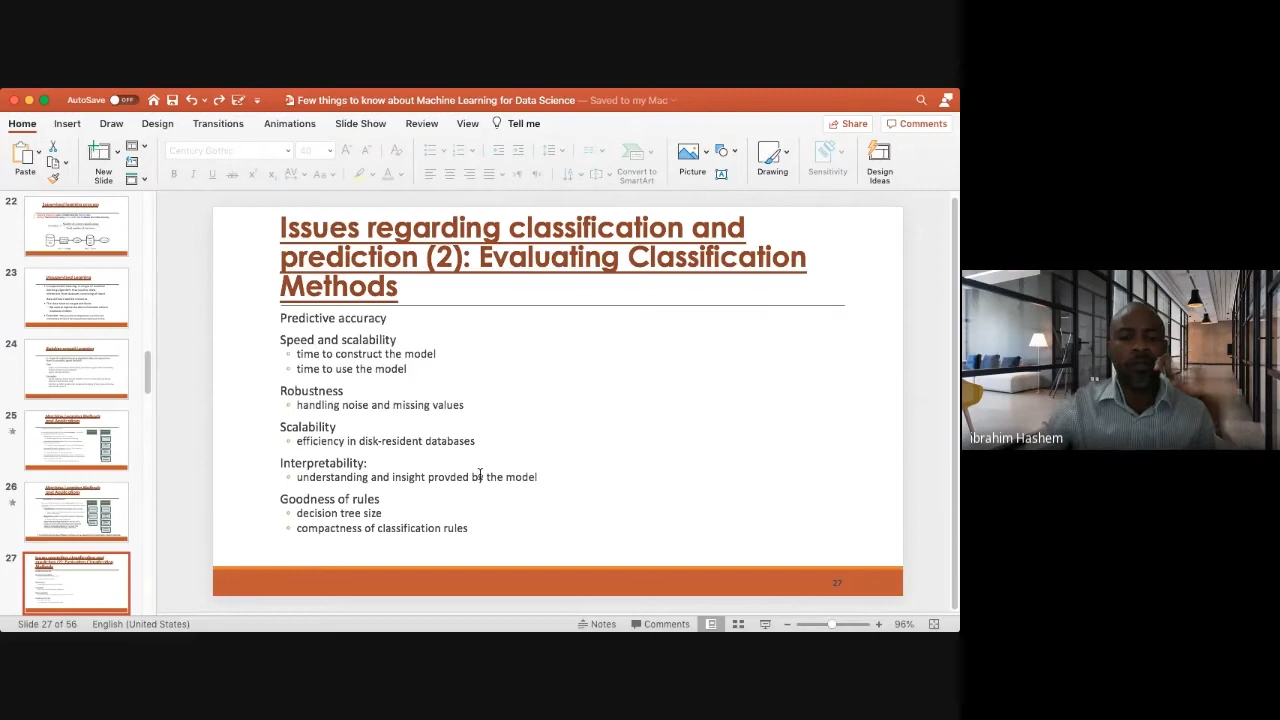 AutoSave OFF
Few things to know about Machine Learning for Data Science — Saved to my Mac
Home Insert Draw Design Transitions Animations Slide Show Review View Tell me Share Comments
Century Gothic 40
Paste New Slide Convert to SmartArt Picture Drawing Sensitivity Design Ideas
22
23
24
25
26
27
Issues regarding classification and
prediction (2): Evaluating Classification
Methods
Predictive accuracy
Speed and scalability
time to construct the model
time to use the model
Robustness
handling noise and missing values
Scalability
efficiency in disk-resident databases
Interpretability:
understanding and insight provded by the model
Goodness of rules
decision tree size
compactness of classification rules
27
Slide 27 of 56 English (United States) Notes Comments 96%
ibrahim Hashem